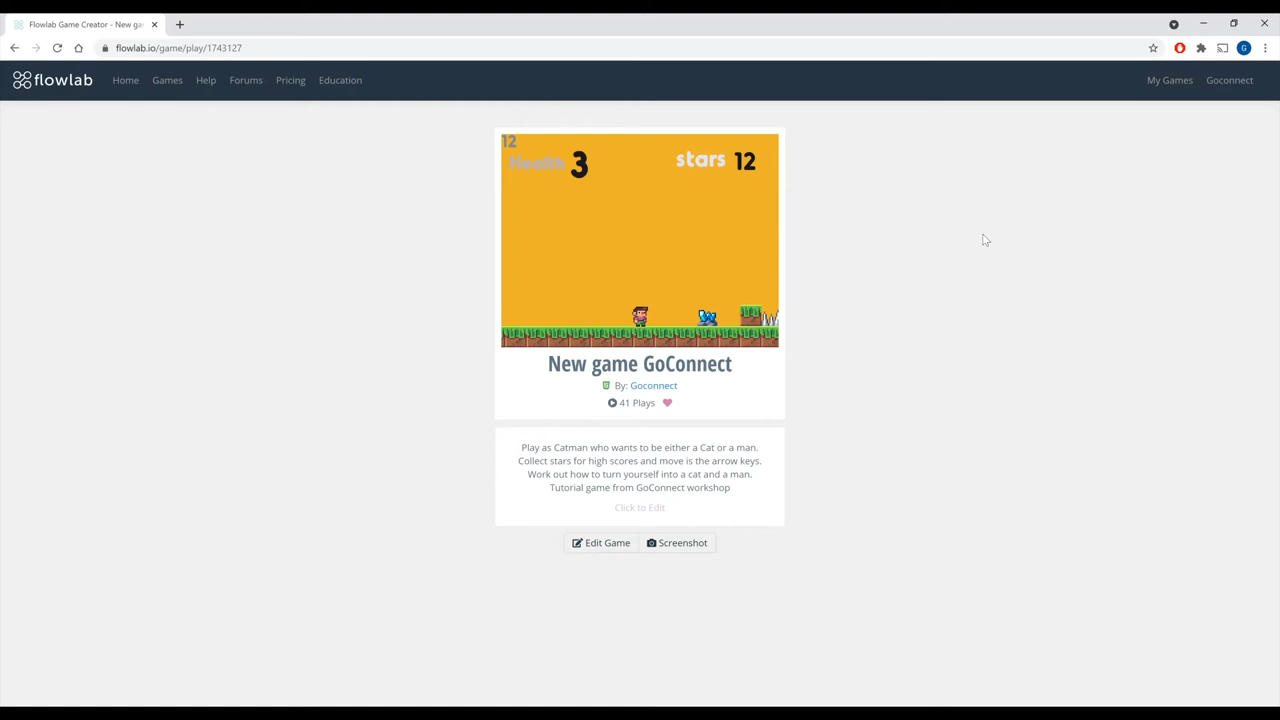 Flowlab Game Creator - New ga
flowlab.io/game/play/1743127
G
flowlab Home Games Help Forums Pricing Education My Games Goconnect
12
Health 3 stars 12
New game GoConnect
By: Goconnect
41 Plays
Play as Catman who wants to be either a Cat or a man.
Collect stars for high scores and move is the arrow keys.
Work out how to turn yourself into a cat and a man.
Tutorial game from GoConnect workshop
Click to Edit
Edit Game Screenshot